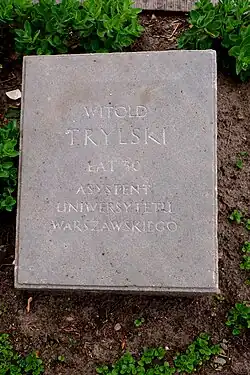 WITOLD
TRYLSKI
LAT 30
ASYSTENT
UNIWERSYTETU
WARSZAWSKIEGO